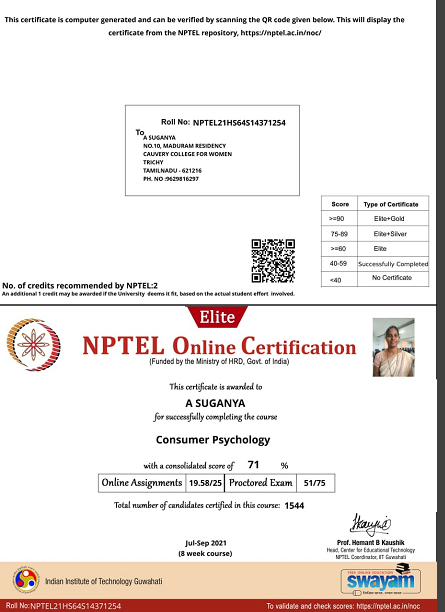 This certificate is computer generated and can be verified by scanning the QR code given below. This will display the
certificate from the NPTEL repository, https://nptel.ac.in/noc/
Roll No: NPTEL21HS64S14371254
To
A SUGANYA
NO.10, MADURAM RESIDENCY
CAUVERY COLLEGE FOR WOMEN
TRICHY
TAMILNADU - 621216
PH. NO :9629816297
Score Type of Certificate
>=90 Elite+Gold
75-89 Elite+Silver
>=60 Elite
40-59 Successfully Completed
<40 No Certificate
No. of credits recommended by NPTEL:2
An additional 1 credit may be awarded if the University deems it fit, based on the actual student effort involved.
Elite
NPTEL Online Certification
(Funded by the Ministry of HRD, Govt. of India)
This certificate is awarded to
A SUGANYA
for successfully completing the course
Consumer Psychology
with a consolidated score of 71 %
Online Assignments 19.58/25 Proctored Exam 51/75
Total number of candidates certified in this course: 1544
Jul-Sep 2021
(8 week course)
Prof. Hemant B Kaushik
Head, Center for Educational Technology
NPTEL Coordinator, IIT Guwahati
Indian Institute of Technology Guwahati
FREE ONLINE EDUCATION
swayam
Roll No:NPTEL21HS64S14371254 To validate and check scores: https://nptel.ac.in/noc